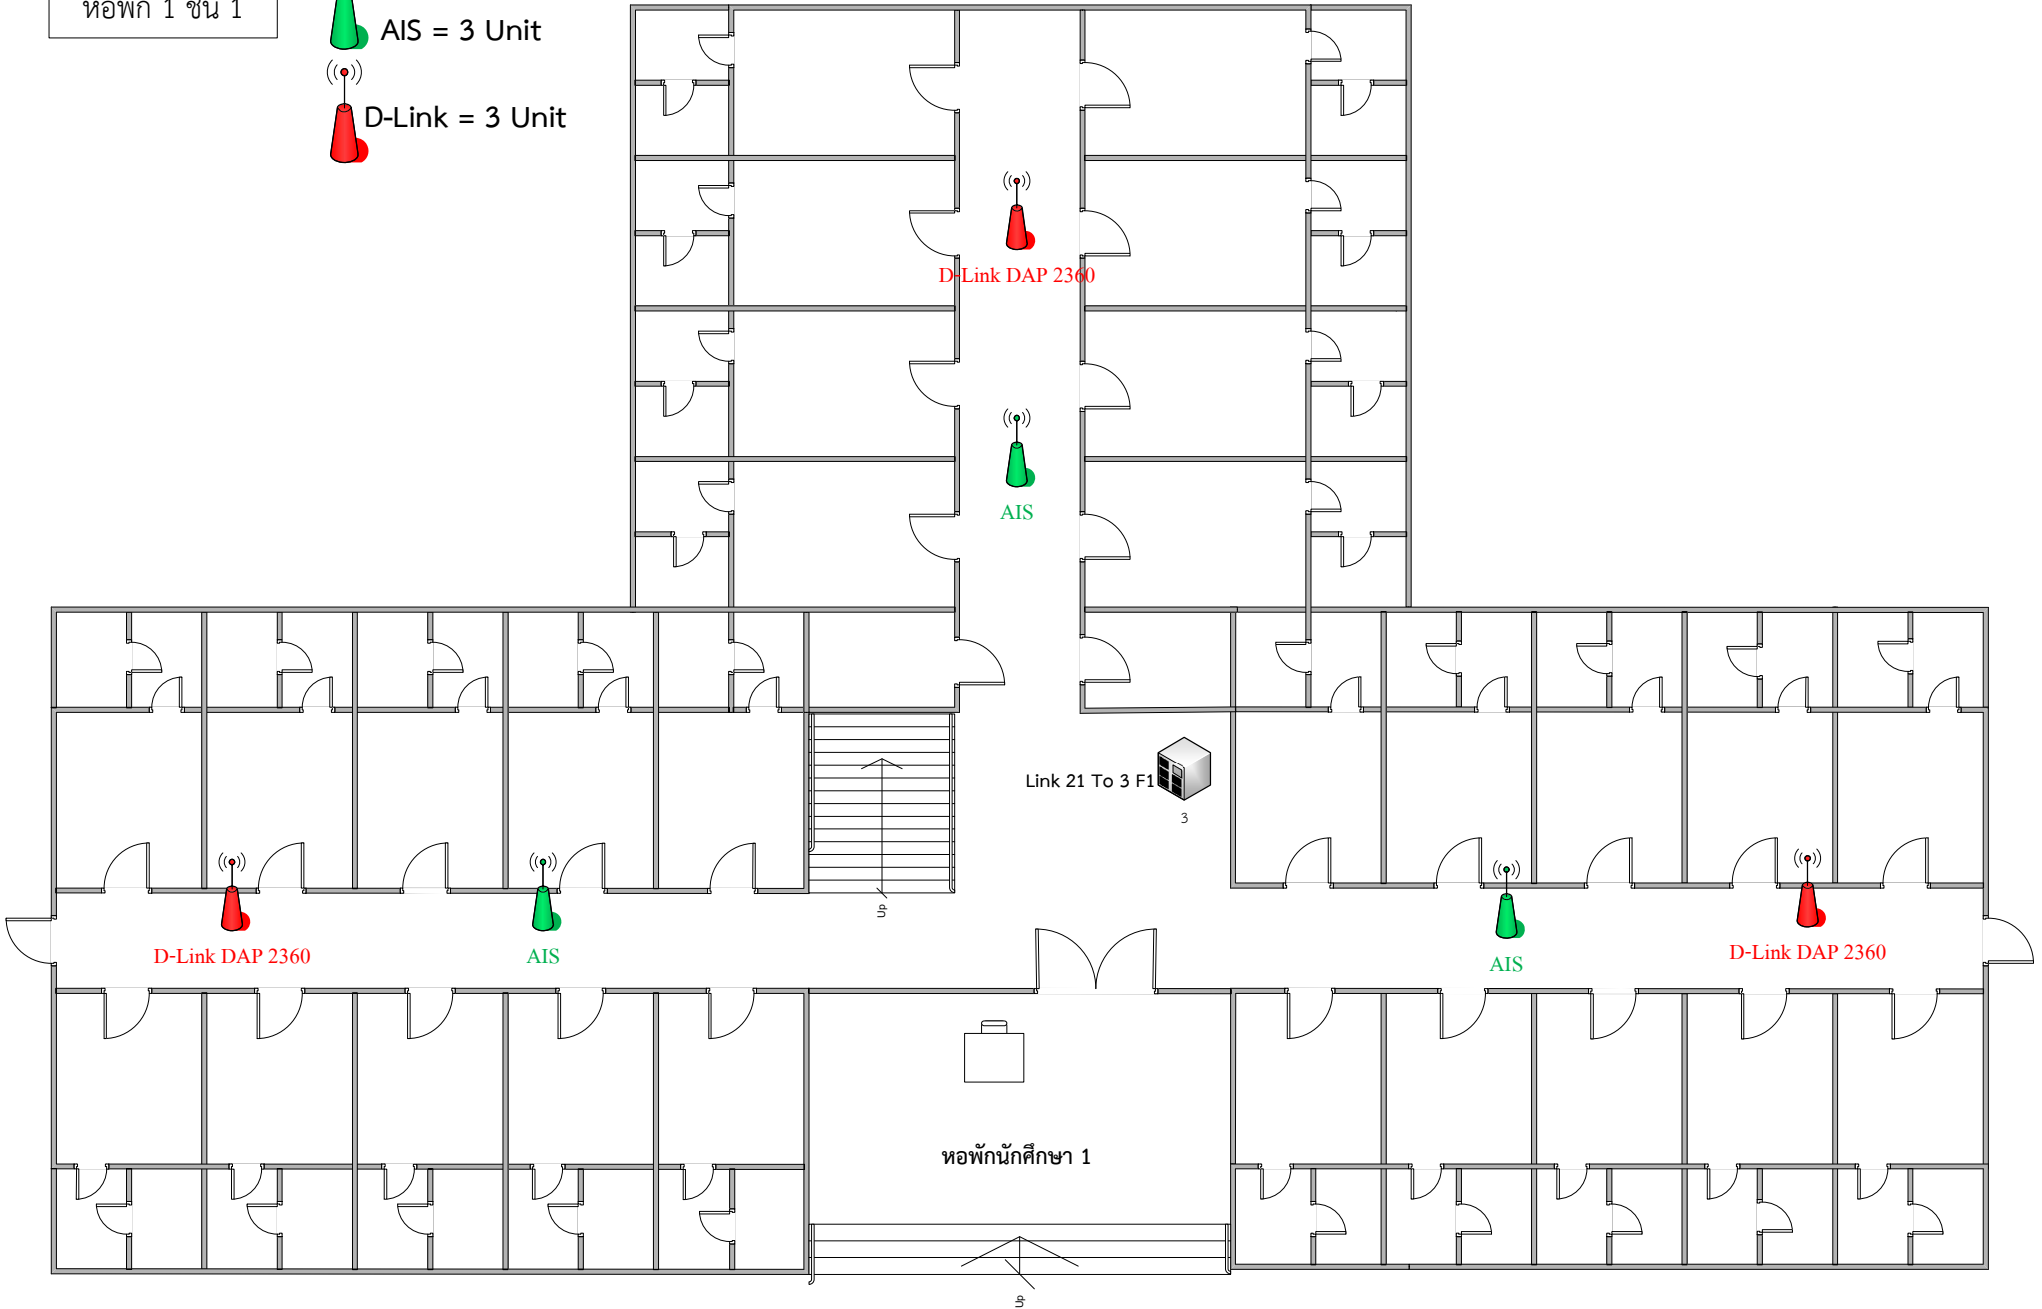 หอพัก 1 ชั้น 1
AIS = 3 Unit
D-Link = 3 Unit
D-Link DAP 2360
AIS
Link 21 To 3 F1
3
Up
D-Link DAP 2360
AIS
AIS
D-Link DAP 2360
หอพักนักศึกษา 1
Up